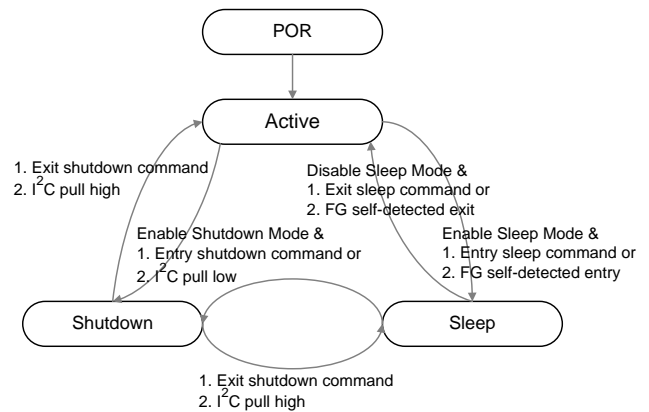 POR
Active
1. Exit shutdown command
2. I²C pull high
Disable Sleep Mode &
1. Exit sleep command or
2. FG self-detected exit
Enable Shutdown Mode &
1. Entry shutdown command or
2. I²C pull low
Enable Sleep Mode &
1. Entry sleep command or
2. FG self-detected entry
Shutdown
Sleep
1. Exit shutdown command
2. I²C pull high